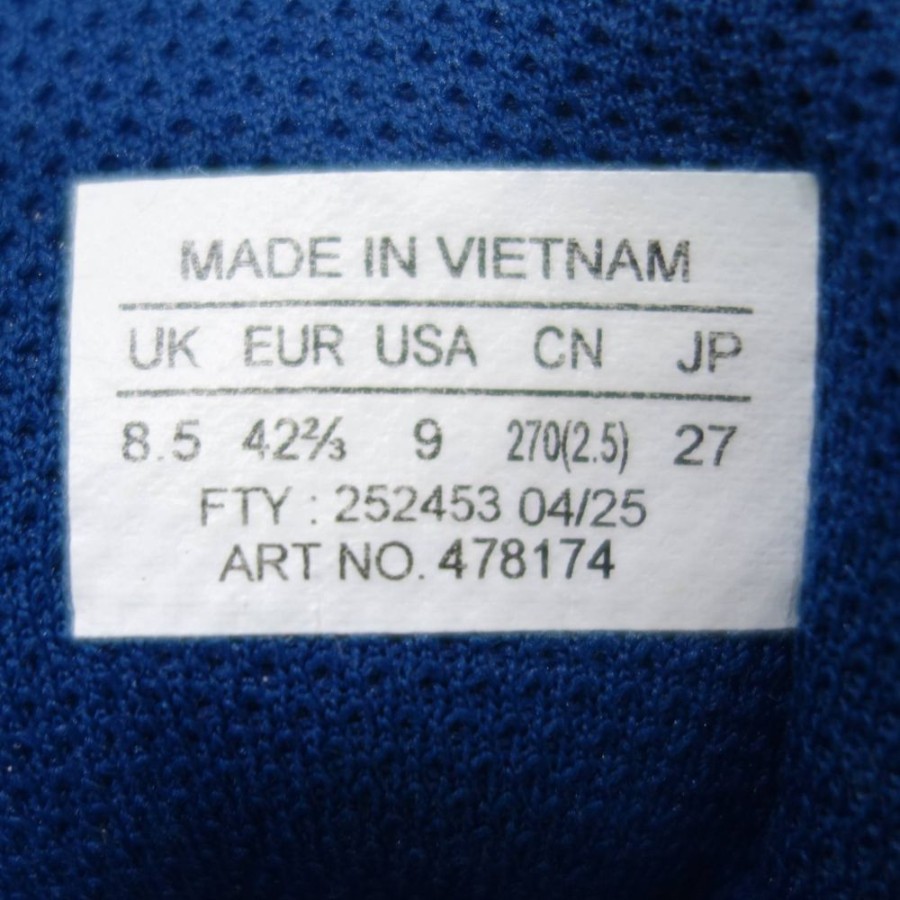 MADE IN VIETNAM
UK EUR USA CN JP
8.5 42⅔ 9 270(2.5) 27
FTY : 252453 04/25
ART NO. 478174